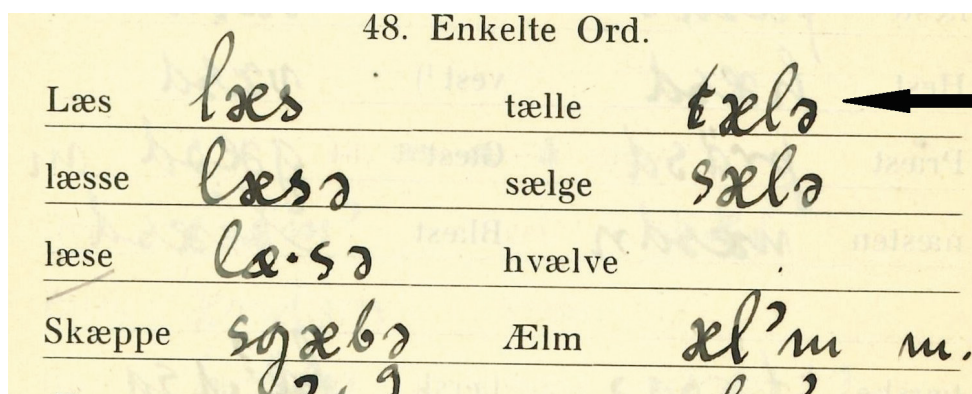 48. Enkelte Ord.
Læs læs tælle tælə
læsse læsə sælge sælə
læse læ·sə hvælve
Skæppe sgæbə Ælm æl’m m.